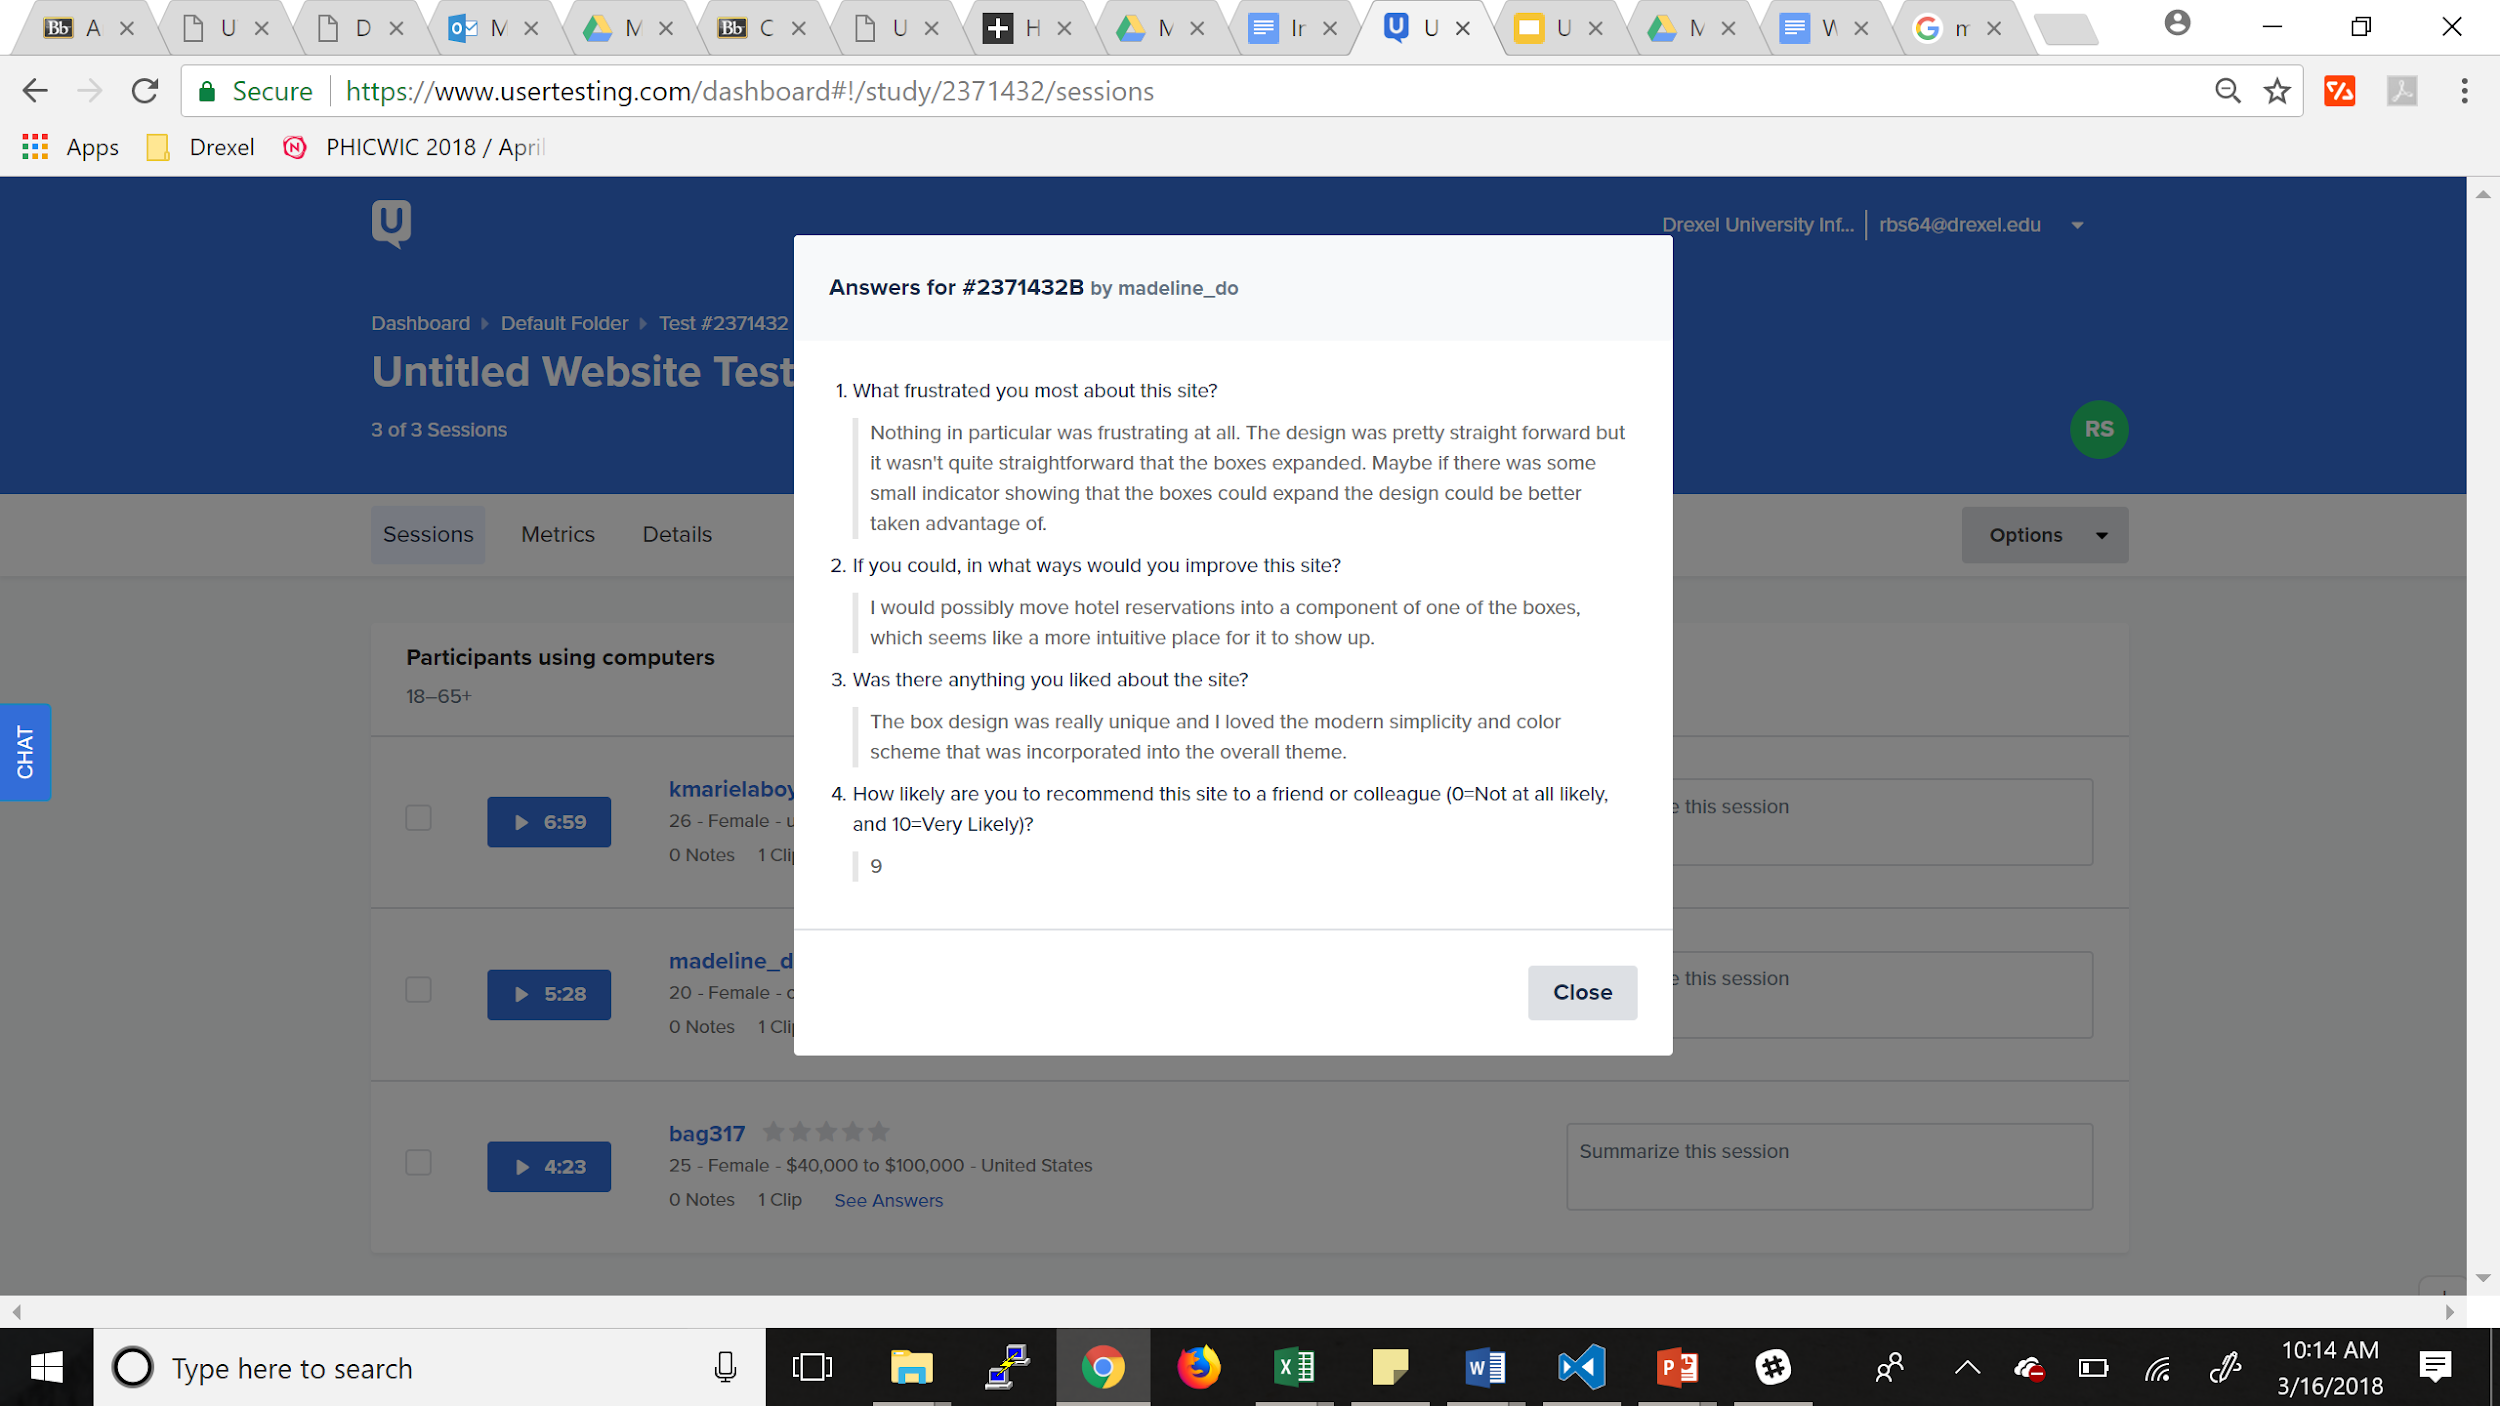 A
U
D
M
M
C
U
H
M
Ir
U
U
M
W
Secure https://www.usertesting.com/dashboard#!/study/2371432/sessions
Apps Drexel PHICWIC 2018 / April
Drexel University Inf... rbs64@drexel.edu
Dashboard Default Folder Test #2371432
Untitled Website Test
3 of 3 Sessions
RS
Sessions Metrics Details
Options
Participants using computers
18–65+
CHAT
6:59
kmarielaboy
26 - Female -
0 Notes 1 Clip
this session
5:28
madeline_d
20 - Female -
0 Notes 1 Clip
this session
4:23
bag317
25 - Female - $40,000 to $100,000 - United States
0 Notes 1 Clip See Answers
Summarize this session
Answers for #2371432B by madeline_do
1. What frustrated you most about this site?
Nothing in particular was frustrating at all. The design was pretty straight forward but
it wasn't quite straightforward that the boxes expanded. Maybe if there was some
small indicator showing that the boxes could expand the design could be better
taken advantage of.
2. If you could, in what ways would you improve this site?
I would possibly move hotel reservations into a component of one of the boxes,
which seems like a more intuitive place for it to show up.
3. Was there anything you liked about the site?
The box design was really unique and I loved the modern simplicity and color
scheme that was incorporated into the overall theme.
4. How likely are you to recommend this site to a friend or colleague (0=Not at all likely,
and 10=Very Likely)?
9
Close
Type here to search
10:14 AM
3/16/2018